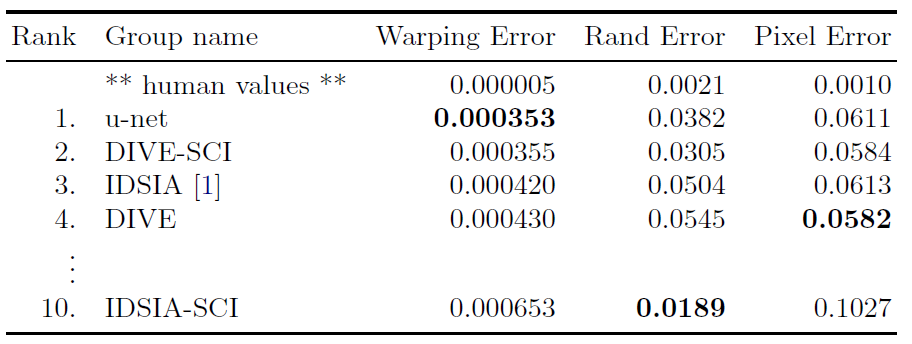 Rank Group name Warping Error Rand Error Pixel Error
** human values ** 0.000005 0.0021 0.0010
1. u-net 0.000353 0.0382 0.0611
2. DIVE-SCI 0.000355 0.0305 0.0584
3. IDSIA [1] 0.000420 0.0504 0.0613
4. DIVE 0.000430 0.0545 0.0582
⋮
10. IDSIA-SCI 0.000653 0.0189 0.1027